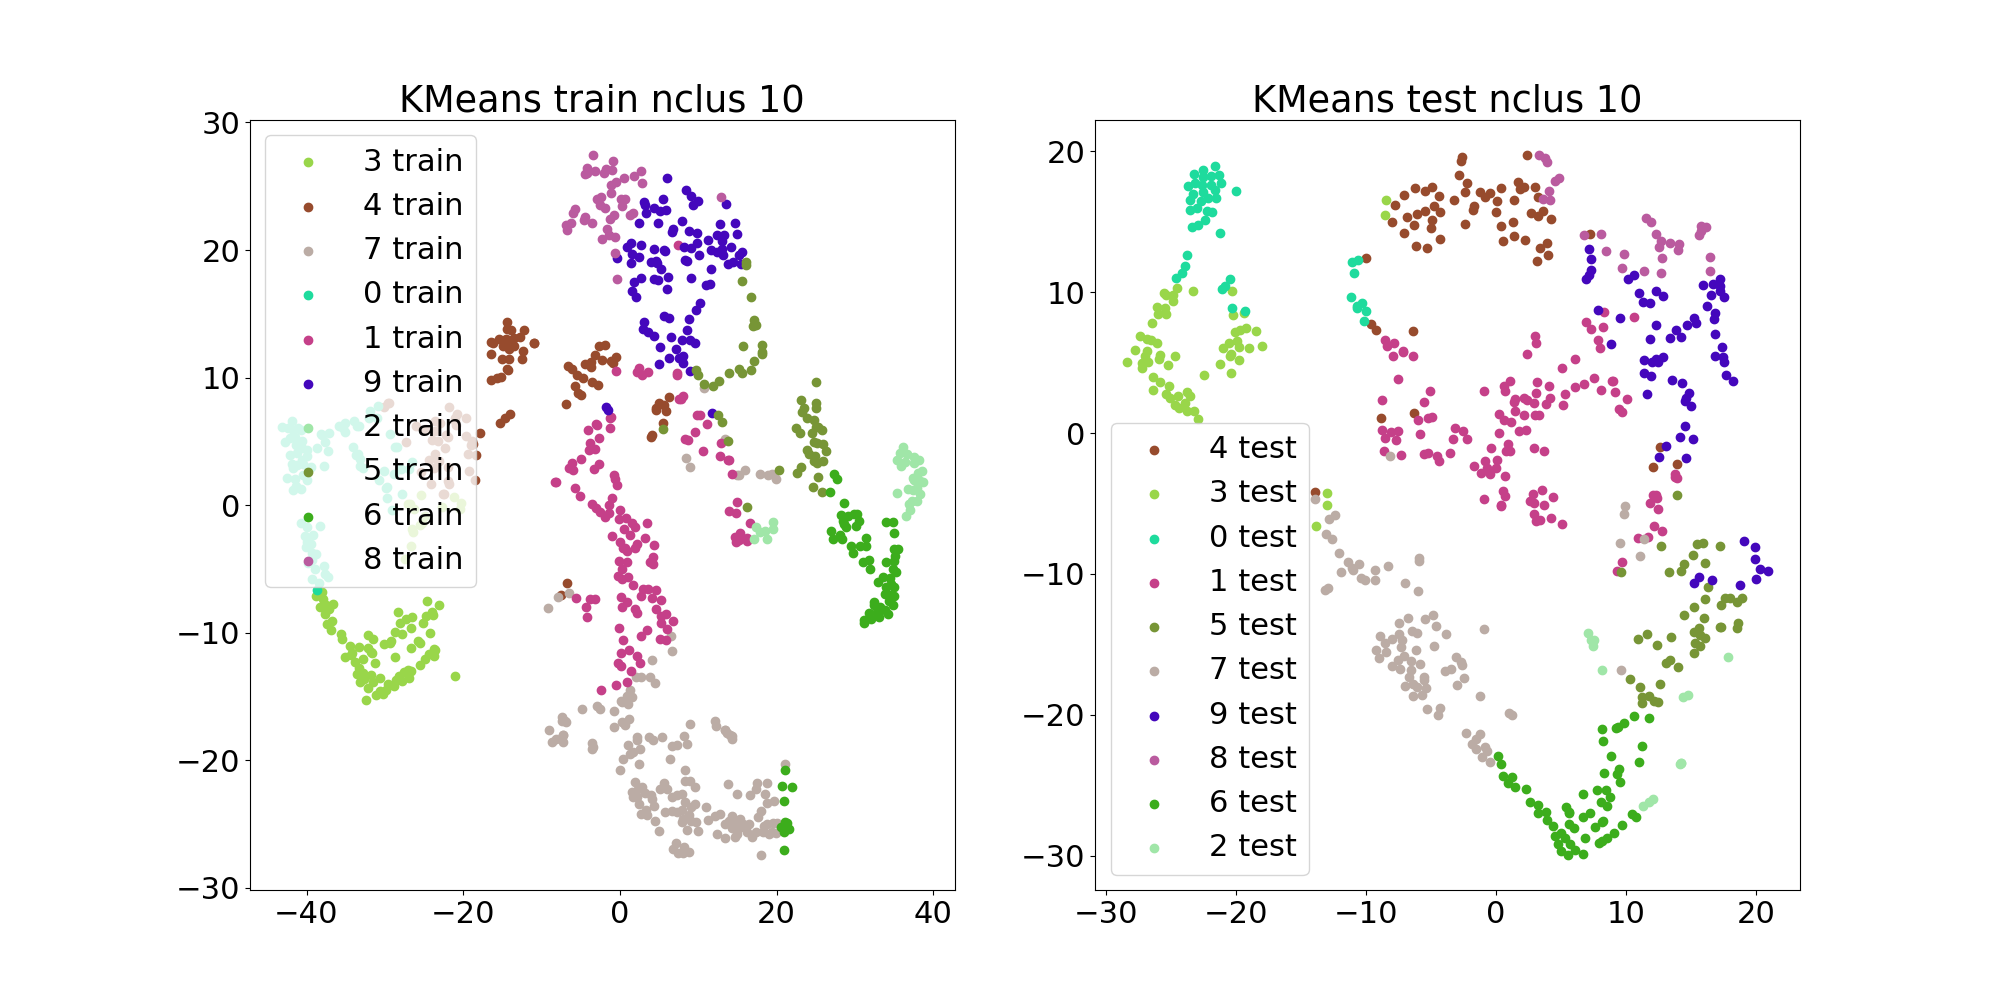 KMeans train nclus 10
30
20
10
0
−10
−20
−30
−40
−20
0
20
40
3 train
4 train
7 train
0 train
1 train
9 train
2 train
5 train
6 train
8 train
KMeans test nclus 10
20
10
0
−10
−20
−30
−30
−20
−10
0
10
20
4 test
3 test
0 test
1 test
5 test
7 test
9 test
8 test
6 test
2 test